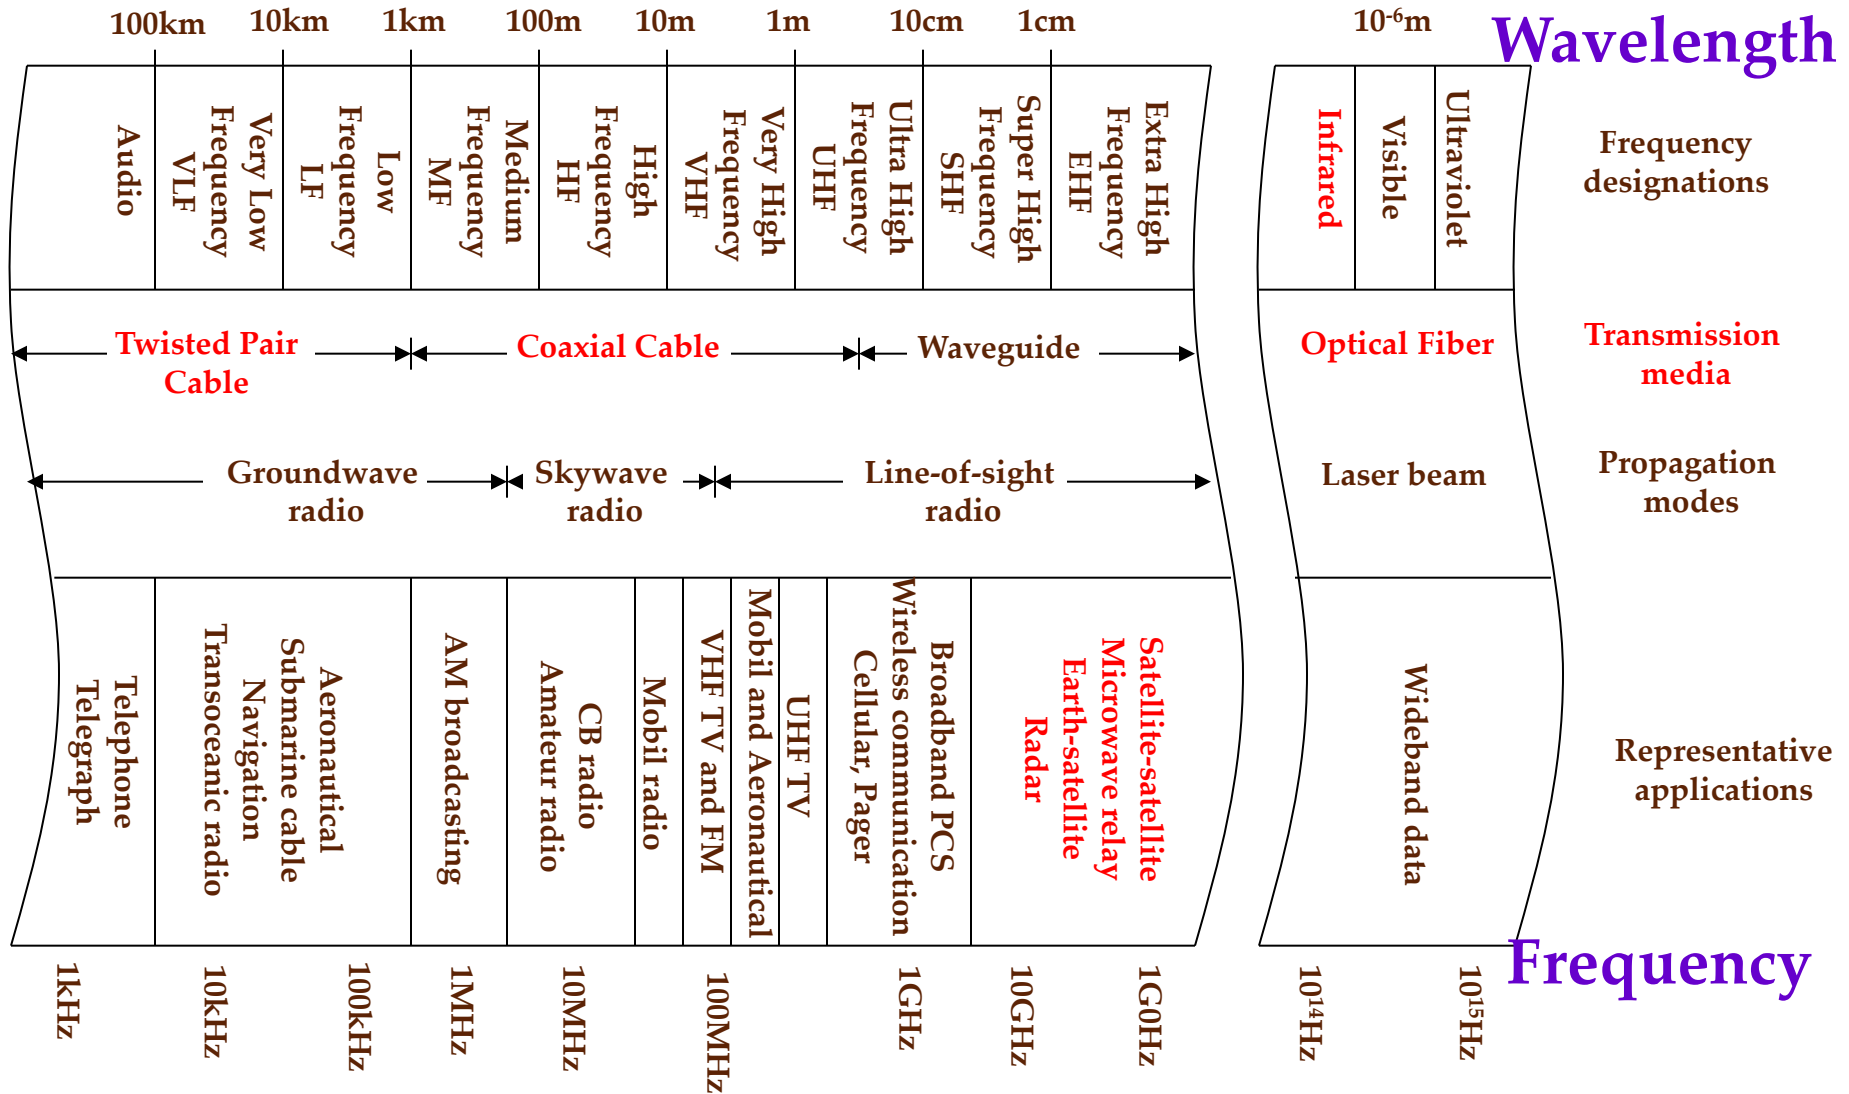 100km
10km
1km
100m
10m
1m
10cm
1cm
10⁻⁶m
Wavelength
Audio
Very Low
Frequency
VLF
Low
Frequency
LF
Medium
Frequency
MF
High
Frequency
HF
Very High
Frequency
VHF
Ultra High
Frequency
UHF
Super High
Frequency
SHF
Extra High
Frequency
EHF
Infrared
Visible
Ultraviolet
Frequency
designations
Twisted Pair
Cable
Coaxial Cable
Waveguide
Optical Fiber
Transmission
media
Groundwave
radio
Skywave
radio
Line-of-sight
radio
Laser beam
Propagation
modes
Telephone
Telegraph
Aeronautical
Submarine cable
Navigation
Transoceanic radio
AM broadcasting
CB radio
Amateur radio
Mobil radio
VHF TV and FM
Mobil and Aeronautical
UHF TV
Broadband PCS
Wireless communication
Cellular, Pager
Satellite-satellite
Microwave relay
Earth-satellite
Radar
Wideband data
Representative
applications
1kHz
10kHz
100kHz
1MHz
10MHz
100MHz
1GHz
10GHz
1G0Hz
10¹⁴Hz
10¹⁵Hz
Frequency